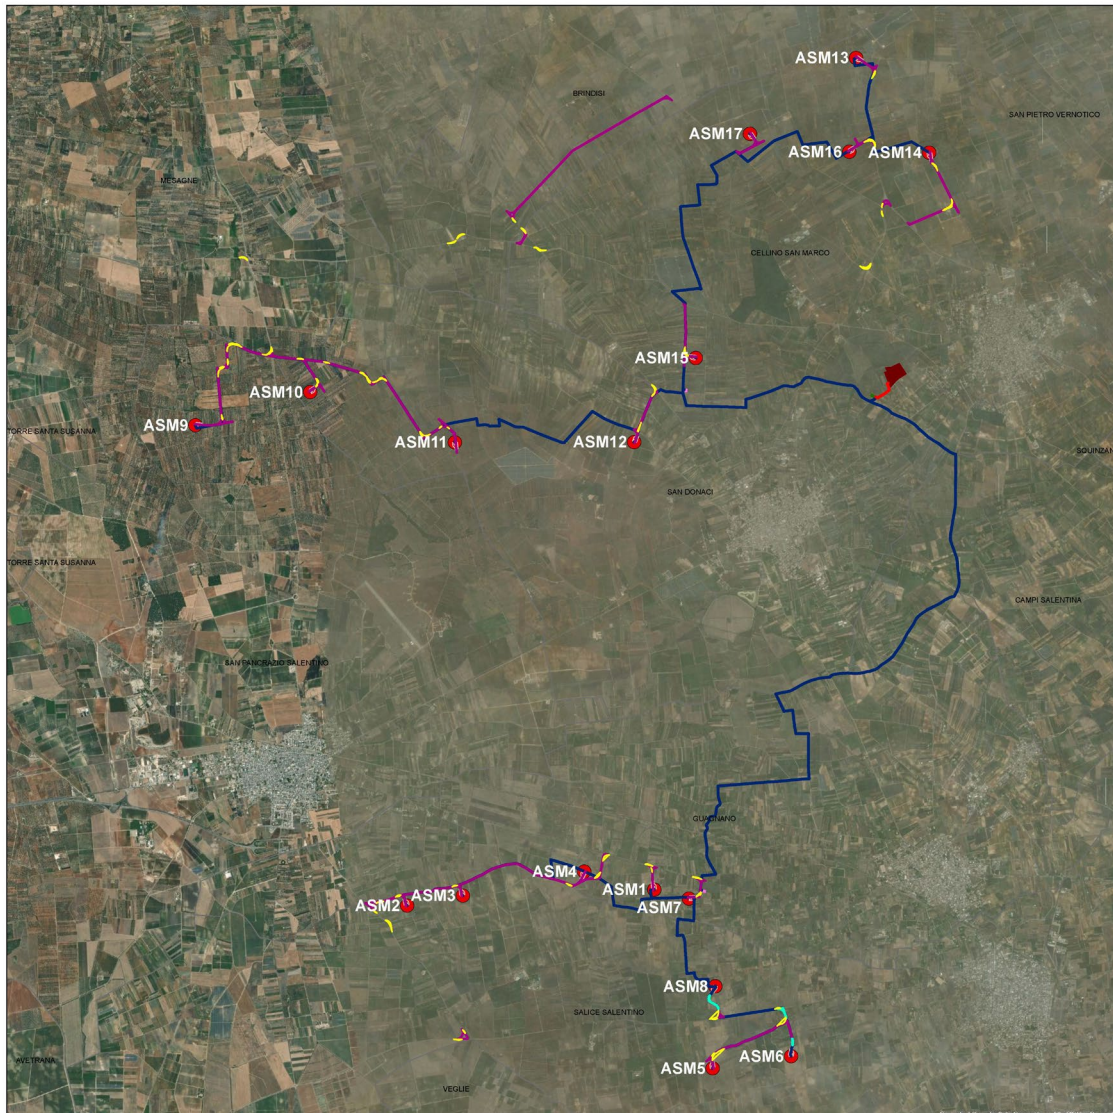 ASM13
BRINDISI
SAN PIETRO VERNOTICO
ASM17
ASM16
ASM14
MESAGNE
CELLINO SAN MARCO
ASM15
ASM10
ASM9
TORRE SANTA SUSANNA
ASM11
ASM12
SQUINZAN
SAN DONACI
TORRE SANTA SUSANNA
CAMPI SALENTINA
SAN PANCRAZIO SALENTINO
GUAGNANO
ASM4
ASM1
ASM3
ASM2
ASM7
ASM8
SALICE SALENTINO
ASM6
ASM5
AVETRANA
VEGLIE